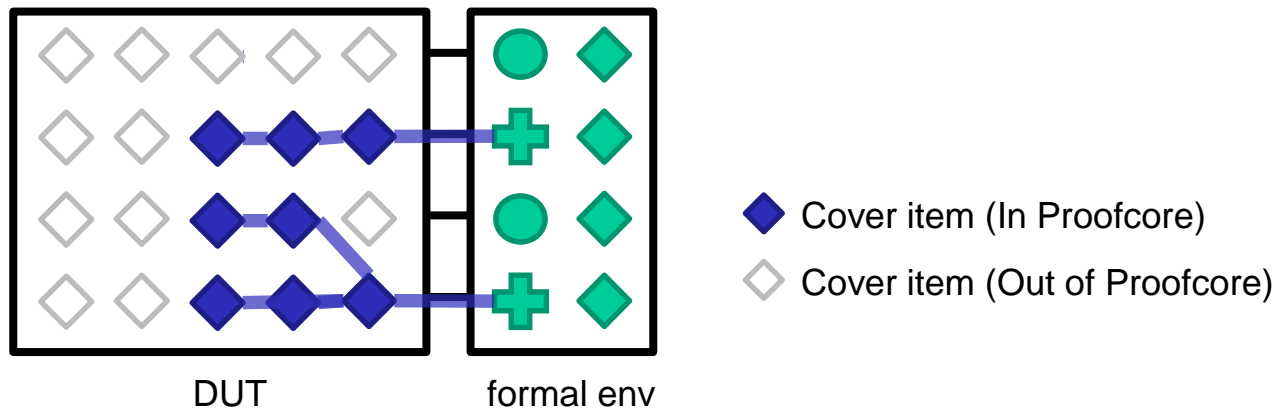 Cover item (In Proofcore)
Cover item (Out of Proofcore)
DUT
formal env